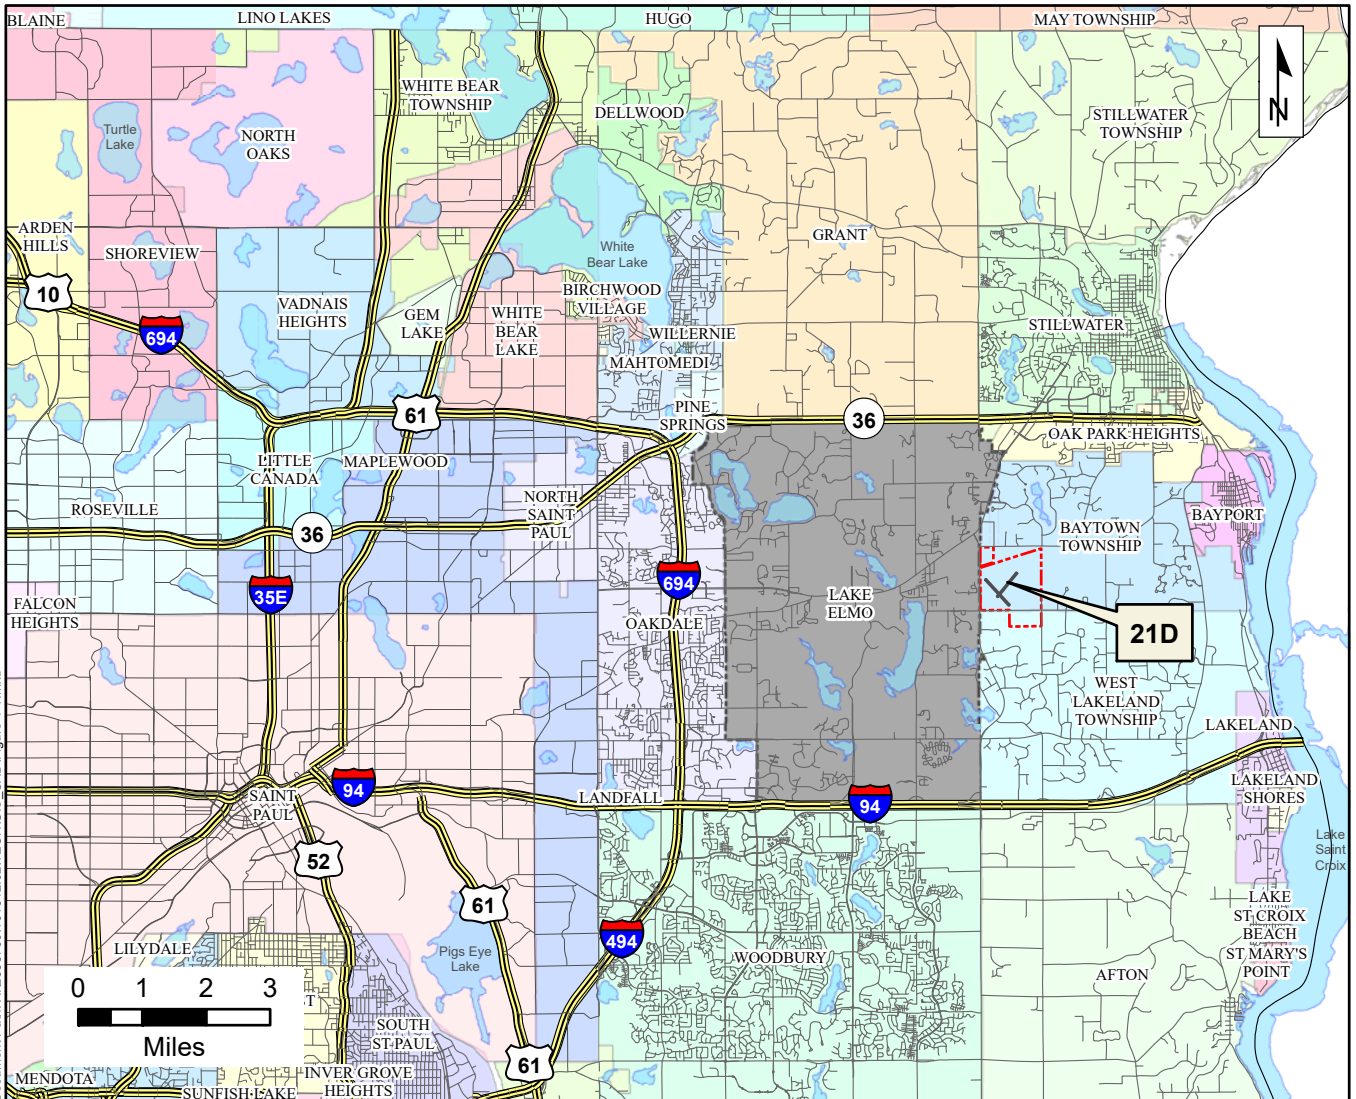 BLAINE
LINO LAKES
HUGO
MAY TOWNSHIP
N
WHITE BEAR
TOWNSHIP
DELLWOOD
STILLWATER
TOWNSHIP
Turtle
Lake
NORTH
OAKS
ARDEN
HILLS
SHOREVIEW
White
Bear Lake
GRANT
10
694
VADNAIS
HEIGHTS
GEM
LAKE
WHITE
BEAR
LAKE
BIRCHWOOD
VILLAGE
WILLERNIE
MAHTOMEDI
STILLWATER
61
PINE
SPRINGS
36
OAK PARK HEIGHTS
LITTLE
CANADA
MAPLEWOOD
ROSEVILLE
36
NORTH
SAINT
PAUL
BAYPORT
BAYTOWN
TOWNSHIP
35E
694
FALCON
HEIGHTS
OAKDALE
LAKE
ELMO
21D
WEST
LAKELAND
TOWNSHIP
LAKELAND
SAINT
PAUL
94
LANDFALL
94
LAKELAND
SHORES
52
61
Lake
Saint
Croix
494
LILYDALE
Pigs Eye
Lake
WOODBURY
AFTON
LAKE
ST CROIX
BEACH
ST MARY'S
POINT
0 1 2 3
Miles
ST
SOUTH
ST PAUL
61
MENDOTA
SUNFISH LAKE
INVER GROVE
HEIGHTS